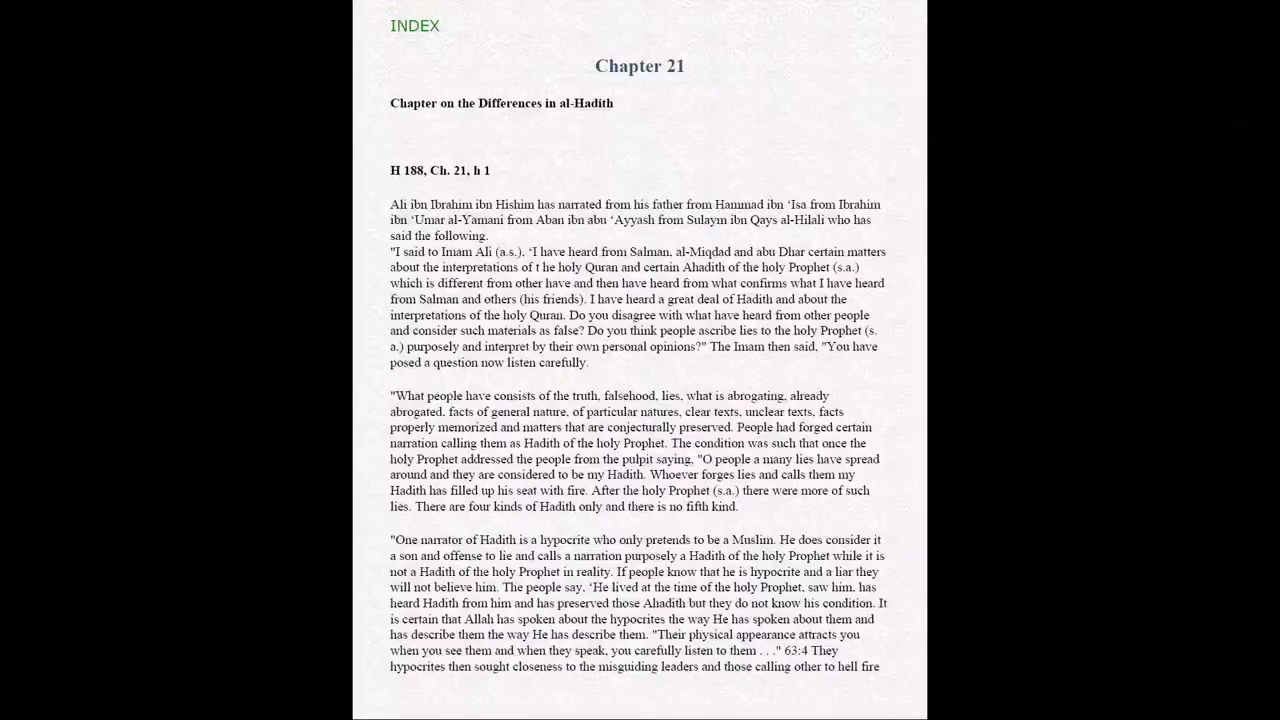 INDEX
Chapter 21
Chapter on the Differences in al-Hadith
H 188, Ch. 21, h 1
Ali ibn Ibrahim ibn Hishim has narrated from his father from Hammad ibn ‘Isa from Ibrahim
ibn ‘Umar al-Yamani from Aban ibn abu ‘Ayyash from Sulaym ibn Qays al-Hilali who has
said the following.
"I said to Imam Ali (a.s.), ‘I have heard from Salman, al-Miqdad and abu Dhar certain matters
about the interpretations of t he holy Quran and certain Ahadith of the holy Prophet (s.a.)
which is different from other have and then have heard from what confirms what I have heard
from Salman and others (his friends). I have heard a great deal of Hadith and about the
interpretations of the holy Quran. Do you disagree with what have heard from other people
and consider such materials as false? Do you think people ascribe lies to the holy Prophet (s.
a.) purposely and interpret by their own personal opinions?" The Imam then said, "You have
posed a question now listen carefully.
"What people have consists of the truth, falsehood, lies, what is abrogating, already
abrogated, facts of general nature, of particular natures, clear texts, unclear texts, facts
properly memorized and matters that are conjecturally preserved. People had forged certain
narration calling them as Hadith of the holy Prophet. The condition was such that once the
holy Prophet addressed the people from the pulpit saying, "O people a many lies have spread
around and they are considered to be my Hadith. Whoever forges lies and calls them my
Hadith has filled up his seat with fire. After the holy Prophet (s.a.) there were more of such
lies. There are four kinds of Hadith only and there is no fifth kind.
"One narrator of Hadith is a hypocrite who only pretends to be a Muslim. He does consider it
a son and offense to lie and calls a narration purposely a Hadith of the holy Prophet while it is
not a Hadith of the holy Prophet in reality. If people know that he is hypocrite and a liar they
will not believe him. The people say, ‘He lived at the time of the holy Prophet, saw him, has
heard Hadith from him and has preserved those Ahadith but they do not know his condition. It
is certain that Allah has spoken about the hypocrites the way He has spoken about them and
has describe them the way He has describe them. "Their physical appearance attracts you
when you see them and when they speak, you carefully listen to them . . ." 63:4 They
hypocrites then sought closeness to the misguiding leaders and those calling other to hell fire